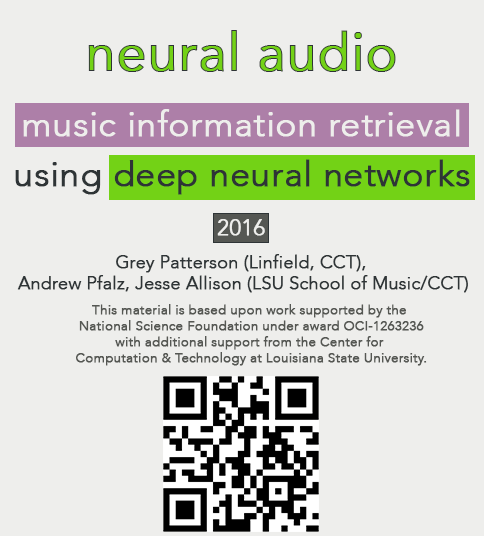 neural audio
music information retrieval
using deep neural networks
2016
Grey Patterson (Linfield, CCT),
Andrew Pfalz, Jesse Allison (LSU School of Music/CCT)
This material is based upon work supported by the
National Science Foundation under award OCI-1263236
with additional support from the Center for
Computation & Technology at Louisiana State University.